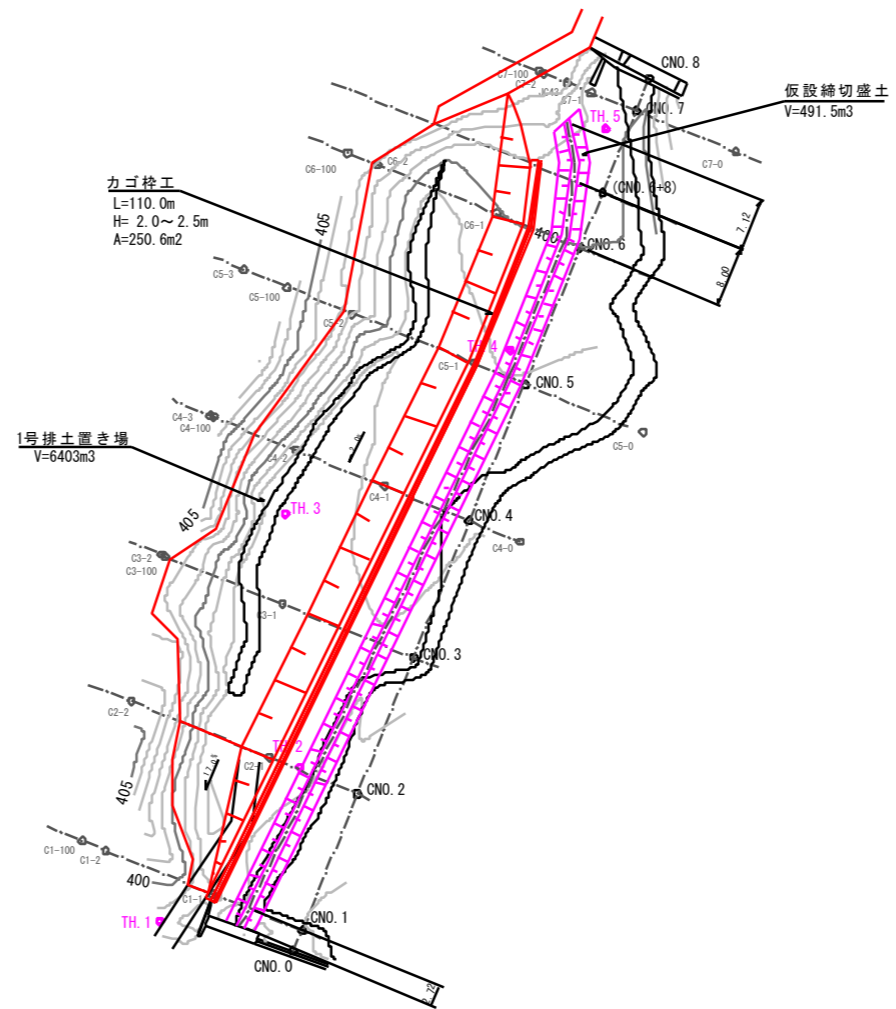 CNO.8
C7-100
C7-2
JC43
C7-1
仮設締切盛土
V=491.5m3
CNO.7
TH.5
C7-0
C6-100
C6-2
(CNO.6+8)
カゴ枠工
L=110.0m
H= 2.0～2.5m
A=250.6m2
405
C6-1
400
CNO.6
7.12
8.00
C5-3
C5-100
C5-2
TH.4
C5-1
CNO.5
C4-3
C4-100
C5-0
1号排土置き場
V=6403m3
C4-2
C4-1
TH.3
405
CNO.4
C4-0
C3-2
C3-100
C3-1
CNO.3
C2-2
TH.2
405
CNO.2
C1-100
C1-2
400
C1-1
TH.1
CNO.1
CNO.0